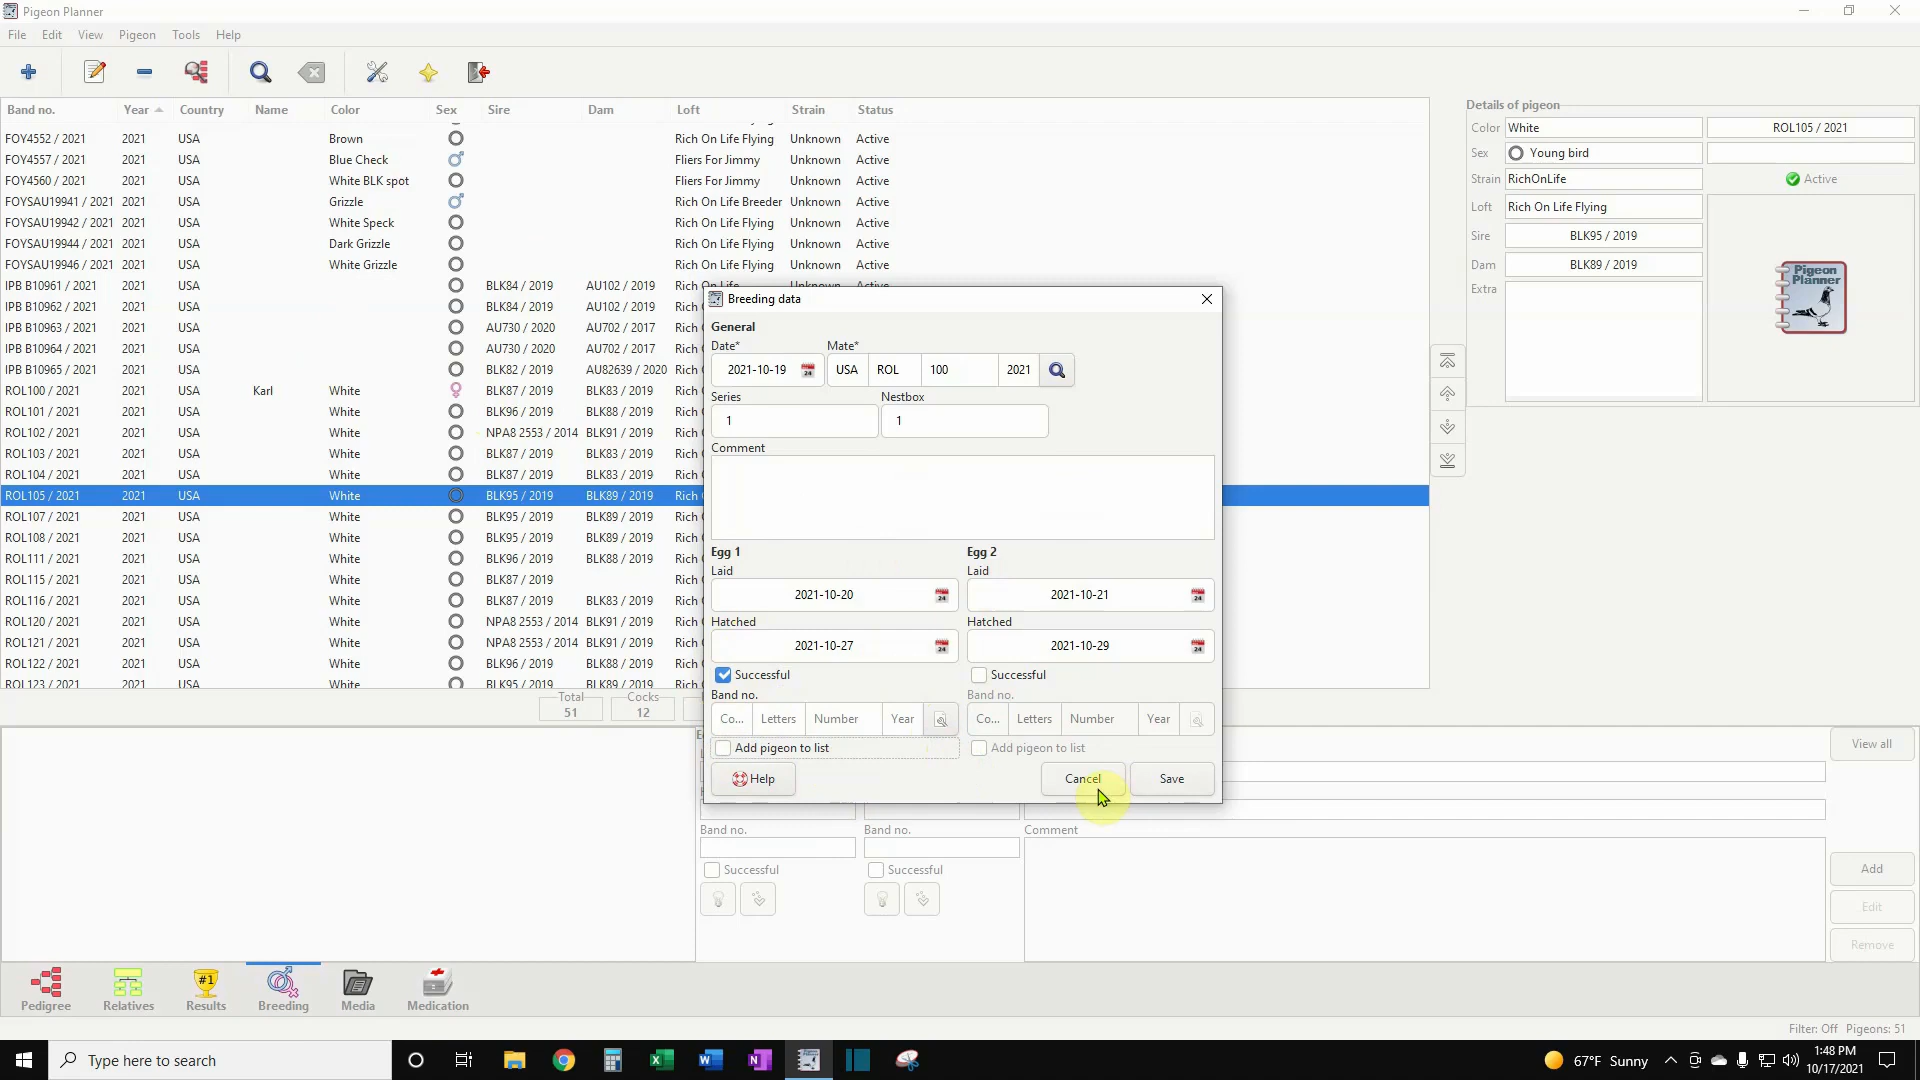 Pigeon Planner
File Edit View Pigeon Tools Help
Band no. Year Country Name Color Sex Sire Dam Loft Strain Status
FOY4552 / 2021 2021 USA Brown Rich On Life Flying Unknown Active
FOY4557 / 2021 2021 USA Blue Check Fliers For Jimmy Unknown Active
FOY4560 / 2021 2021 USA White BLK spot Fliers For Jimmy Unknown Active
FOYSAU19941 / 2021 2021 USA Grizzle Rich On Life Breeder Unknown Active
FOYSAU19942 / 2021 2021 USA White Speck Rich On Life Flying Unknown Active
FOYSAU19944 / 2021 2021 USA Dark Grizzle Rich On Life Flying Unknown Active
FOYSAU19946 / 2021 2021 USA White Grizzle Rich On Life Flying Unknown Active
IPB B10961 / 2021 2021 USA BLK84 / 2019 AU102 / 2019 Rich On Life Unknown Active
IPB B10962 / 2021 2021 USA BLK84 / 2019 AU102 / 2019 Rich
IPB B10963 / 2021 2021 USA AU730 / 2020 AU702 / 2017 Rich
IPB B10964 / 2021 2021 USA AU730 / 2020 AU702 / 2017 Rich
IPB B10965 / 2021 2021 USA BLK82 / 2019 AU82639 / 2020 Rich
ROL100 / 2021 2021 USA Karl White BLK87 / 2019 BLK83 / 2019 Rich
ROL101 / 2021 2021 USA White BLK96 / 2019 BLK88 / 2019 Rich
ROL102 / 2021 2021 USA White NPA8 2553 / 2014 BLK91 / 2019 Rich
ROL103 / 2021 2021 USA White BLK87 / 2019 BLK83 / 2019 Rich
ROL104 / 2021 2021 USA White BLK87 / 2019 BLK83 / 2019 Rich
ROL105 / 2021 2021 USA White BLK95 / 2019 BLK89 / 2019 Rich
ROL107 / 2021 2021 USA White BLK95 / 2019 BLK89 / 2019 Rich
ROL108 / 2021 2021 USA White BLK95 / 2019 BLK89 / 2019 Rich
ROL111 / 2021 2021 USA White BLK96 / 2019 BLK88 / 2019 Rich
ROL115 / 2021 2021 USA White BLK87 / 2019 Rich
ROL116 / 2021 2021 USA White BLK87 / 2019 BLK83 / 2019 Rich
ROL120 / 2021 2021 USA White NPA8 2553 / 2014 BLK91 / 2019 Rich
ROL121 / 2021 2021 USA White NPA8 2553 / 2014 BLK91 / 2019 Rich
ROL122 / 2021 2021 USA White BLK96 / 2019 BLK88 / 2019 Rich
ROL123 / 2021 2021 USA White BLK95 / 2019 BLK89 / 2019 Rich
Total Cocks
51 12
Details of pigeon
Color White ROL105 / 2021
Sex Young bird
Strain RichOnLife Active
Loft Rich On Life Flying
Sire BLK95 / 2019
Dam BLK89 / 2019
Extra
Pigeon
Planner
Breeding data
General
Date* Mate*
2021-10-19 USA ROL 100 2021
Series Nestbox
1 1
Comment
Egg 1 Egg 2
Laid Laid
2021-10-20 2021-10-21
Hatched Hatched
2021-10-27 2021-10-29
Successful Successful
Band no. Band no.
Co... Letters Number Year Co... Letters Number Year
Add pigeon to list Add pigeon to list
Help Cancel Save
Band no. Band no. Comment
Successful Successful
View all
Add
Edit
Remove
#1
Pedigree Relatives Results Breeding Media Medication
Filter: Off Pigeons: 51
Type here to search
67°F Sunny
1:48 PM
10/17/2021